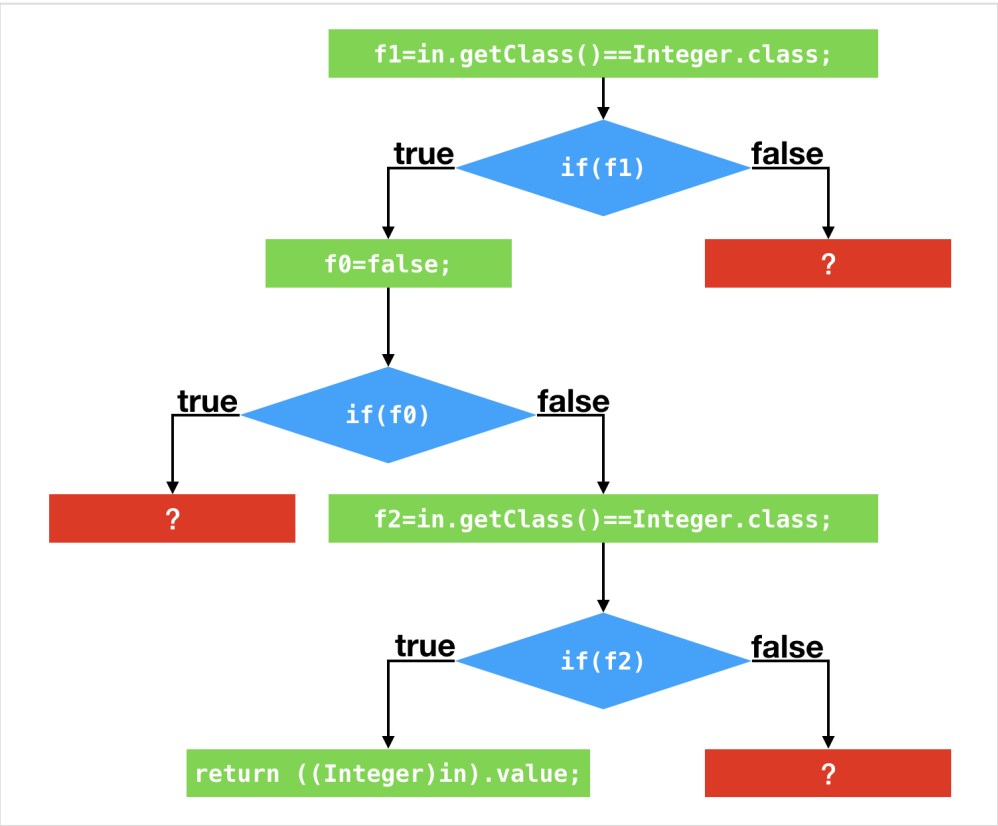 f1=in.getClass()==Integer.class;
true
if(f1)
false
f0=false;
?
true
if(f0)
false
?
f2=in.getClass()==Integer.class;
true
if(f2)
false
return ((Integer)in).value;
?